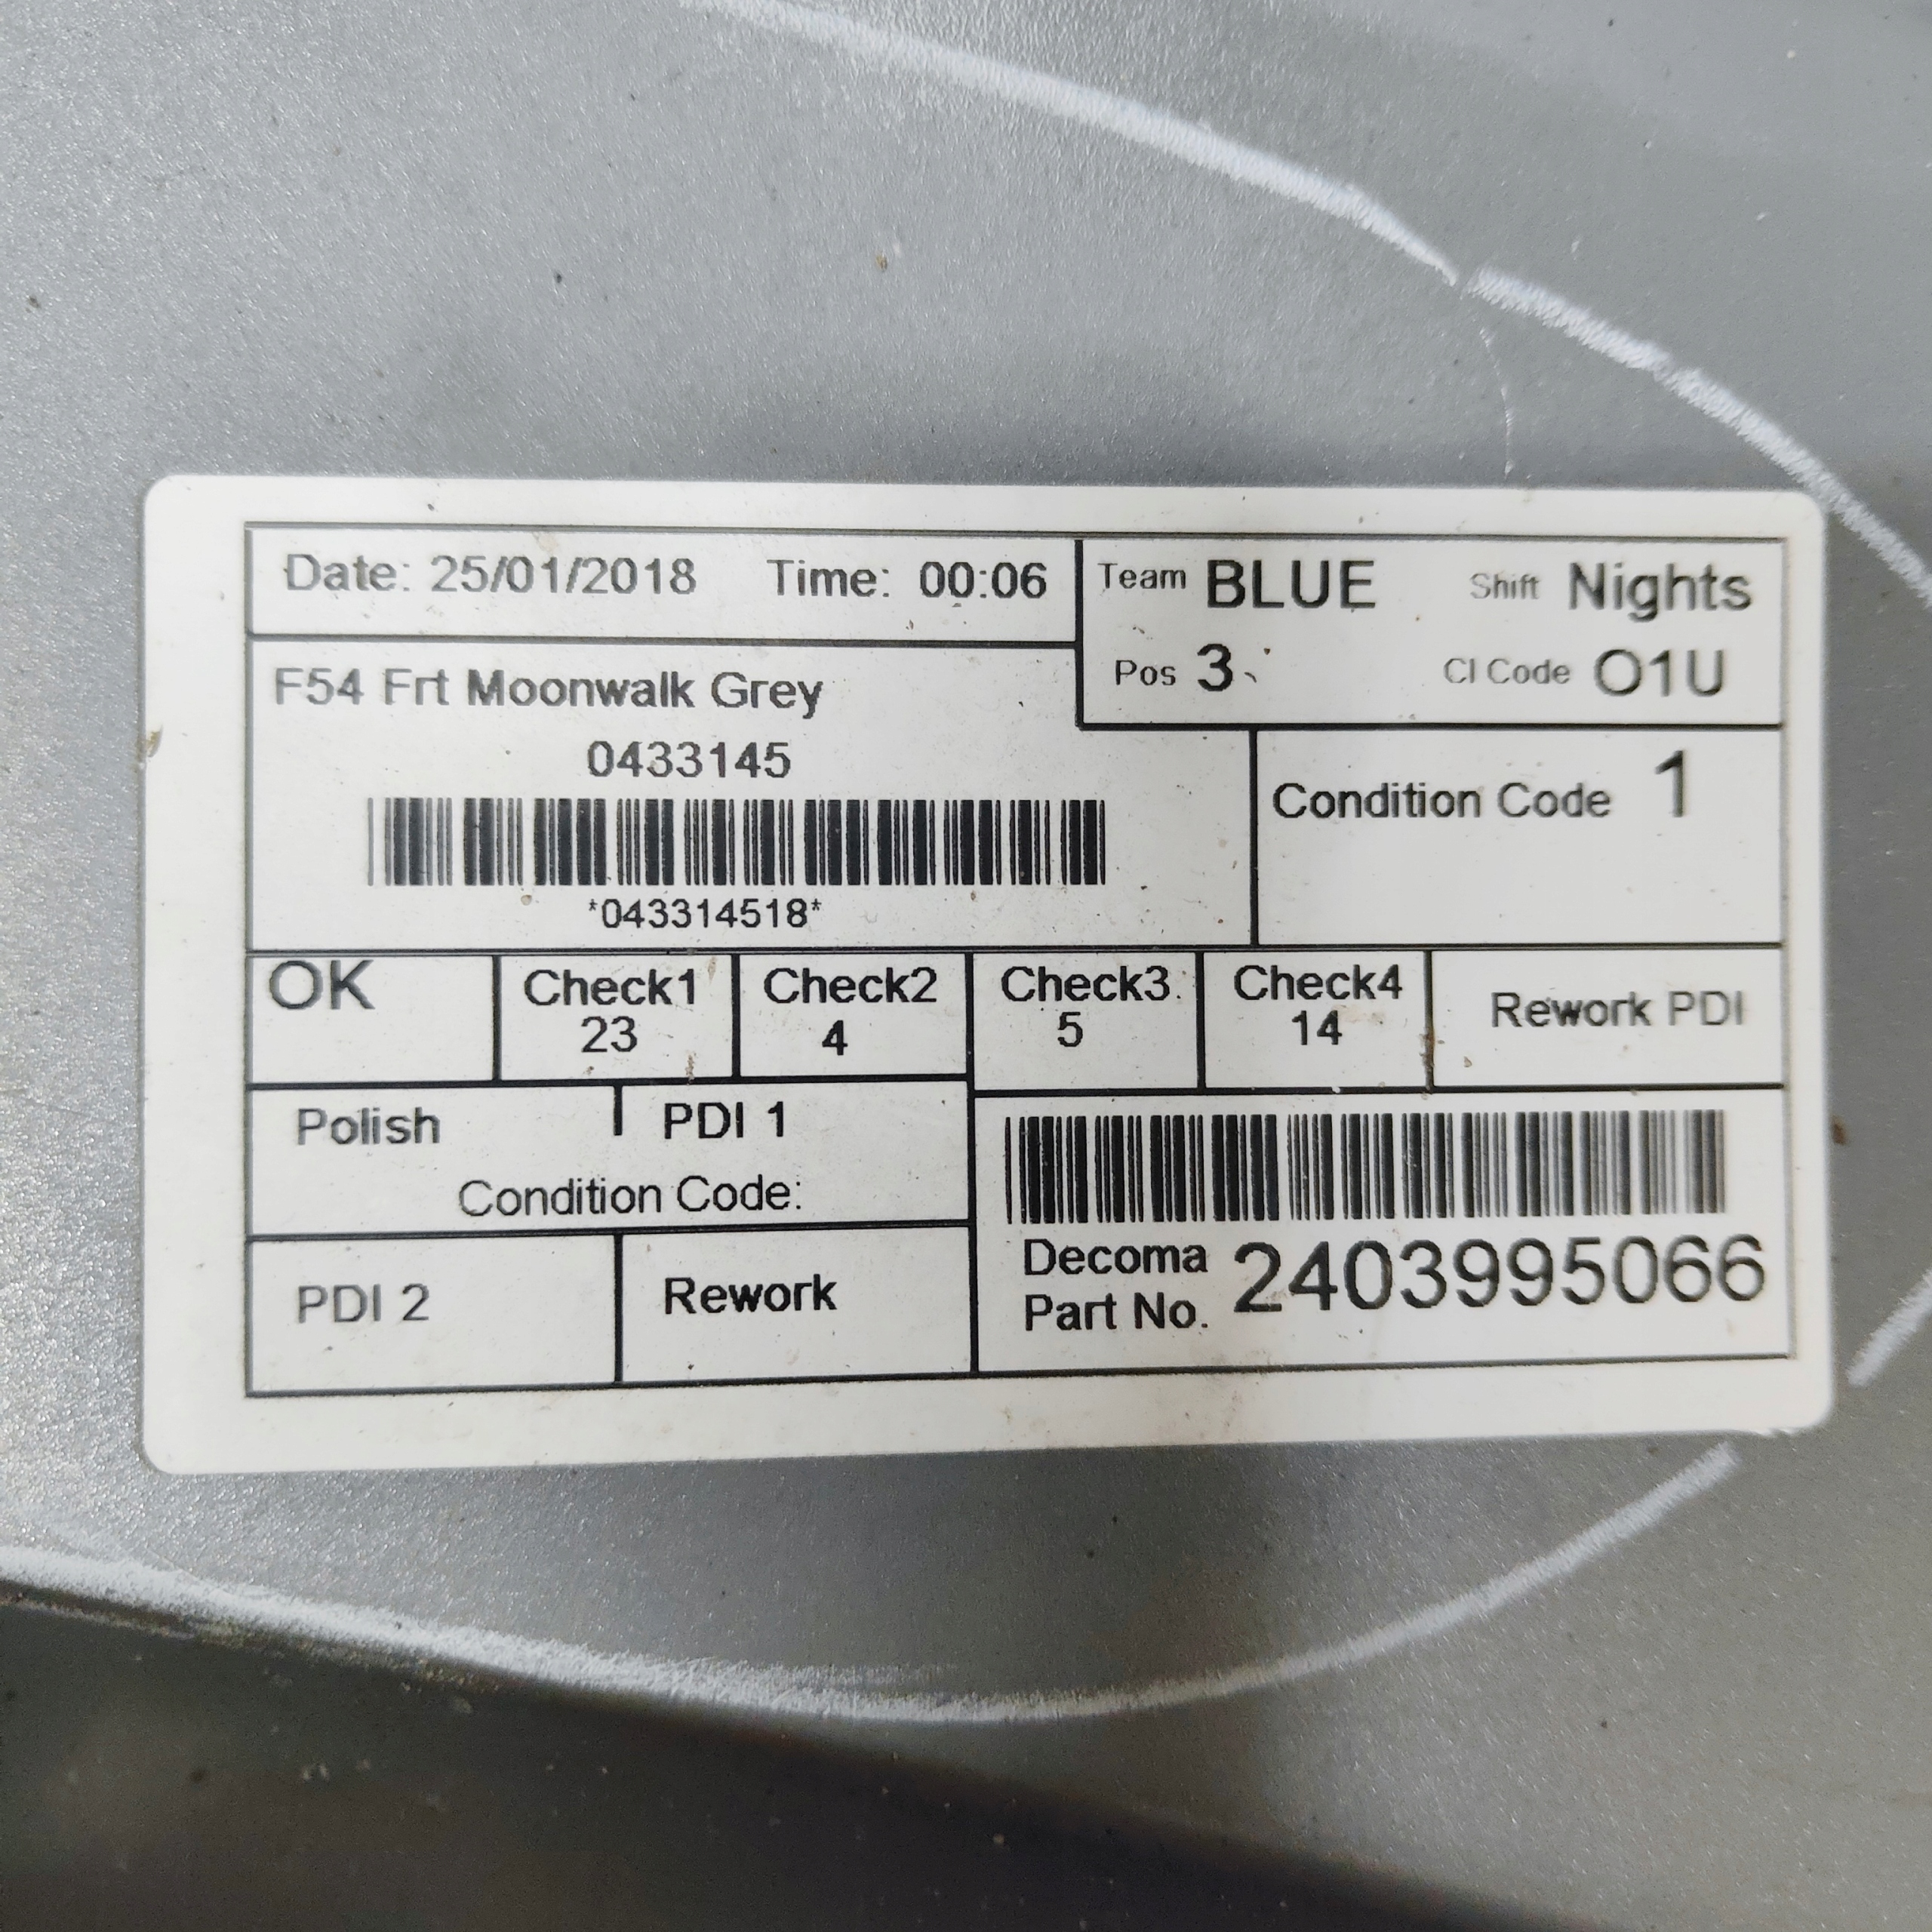 Date: 25/01/2018 Time: 00:06
Team BLUE Shift Nights
Pos 3 CI Code O1U
F54 Frt Moonwalk Grey
0433145
*043314518*
Condition Code 1
OK
Check1
23
Check2
4
Check3
5
Check4
14
Rework PDI
Polish PDI 1
Condition Code:
PDI 2 Rework
Decoma
Part No. 2403995066